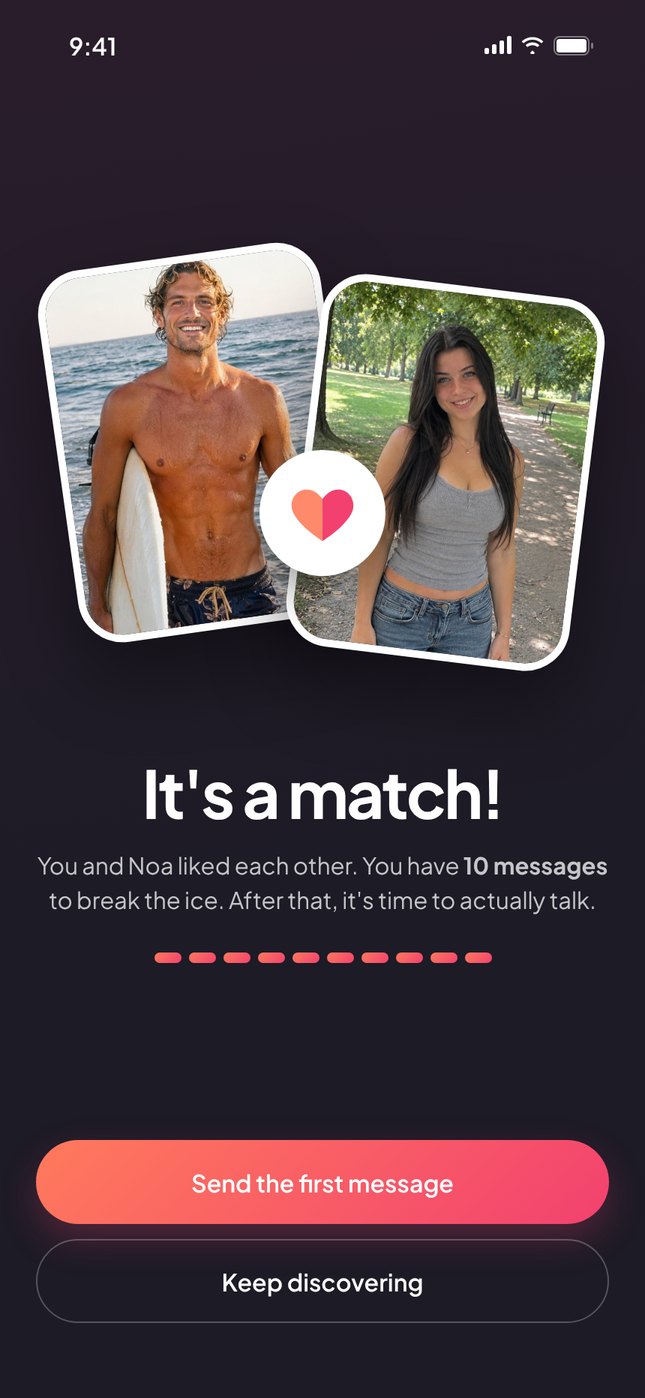 9:41
It's a match!
You and Noa liked each other. You have 10 messages
to break the ice. After that, it's time to actually talk.
Send the first message
Keep discovering